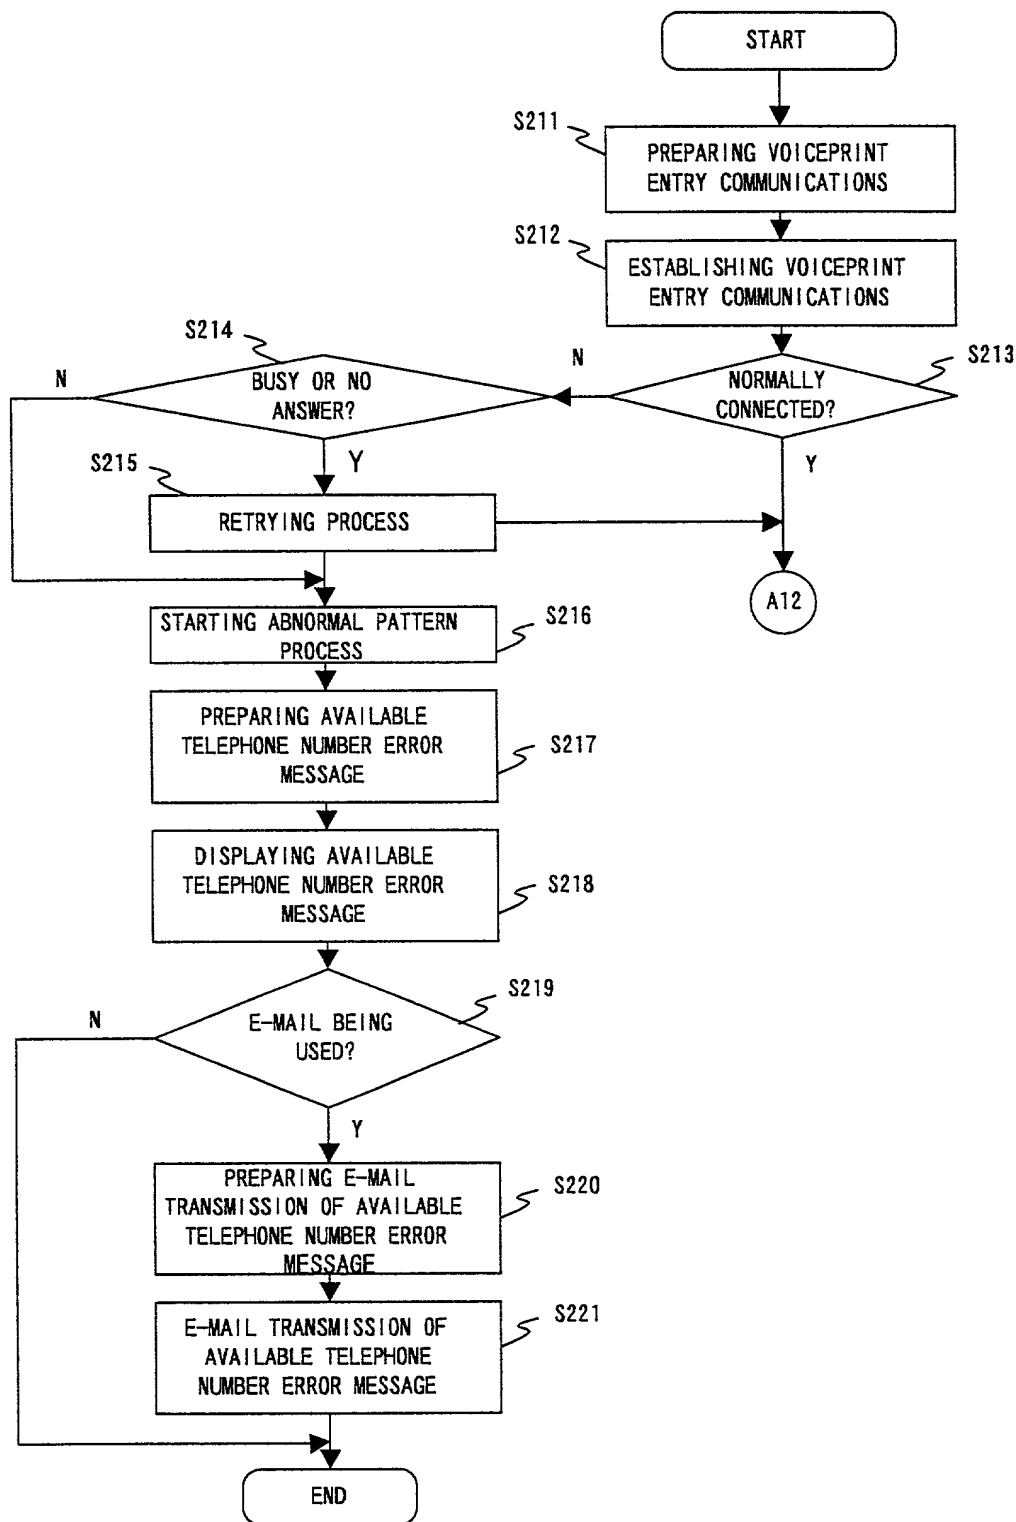 START
S211
PREPARING VOICEPRINT
ENTRY COMMUNICATIONS
S212
ESTABLISHING VOICEPRINT
ENTRY COMMUNICATIONS
S213
NORMALLY
CONNECTED?
N
Y
S214
BUSY OR NO
ANSWER?
N
Y
S215
RETRYING PROCESS
A12
STARTING ABNORMAL PATTERN
PROCESS
S216
PREPARING AVAILABLE
TELEPHONE NUMBER ERROR
MESSAGE
S217
DISPLAYING AVAILABLE
TELEPHONE NUMBER ERROR
MESSAGE
S218
S219
E-MAIL BEING
USED?
N
Y
PREPARING E-MAIL
TRANSMISSION OF AVAILABLE
TELEPHONE NUMBER ERROR
MESSAGE
S220
E-MAIL TRANSMISSION OF
AVAILABLE TELEPHONE
NUMBER ERROR MESSAGE
S221
END